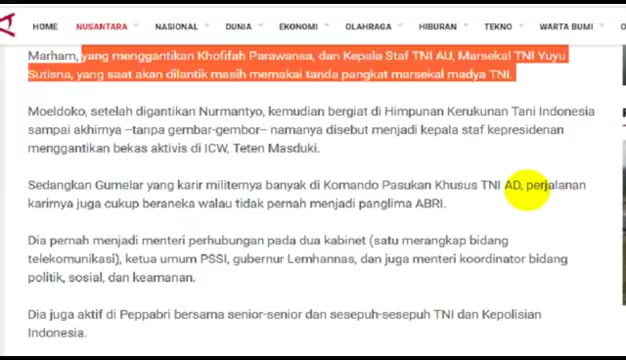 HOME NUSANTARA NASIONAL DUNIA EKONOMI OLAHRAGA HIBURAN TEKNO WARTA BUMI
Marham, yang menggantikan Khofifah Parawansa, dan Kepala Staf TNI AU, Marsekal TNI Yuyu
Sutisna, yang saat akan dilantik masih memakai tanda pangkat marsekal madya TNI.
Moeldoko, setelah digantikan Nurmantyo, kemudian bergiat di Himpunan Kerukunan Tani Indonesia
sampai akhirnya --tanpa gembar-gembor-- namanya disebut menjadi kepala staf kepresidenan
menggantikan bekas aktivis di ICW, Teten Masduki.
Sedangkan Gumelar yang karir militernya banyak di Komando Pasukan Khusus TNI AD, perjalanan
karirnya juga cukup beraneka walau tidak pernah menjadi panglima ABRI.
Dia pernah menjadi menteri perhubungan pada dua kabinet (satu merangkap bidang
telekomunikasi), ketua umum PSSI, gubernur Lemhannas, dan juga menteri koordinator bidang
politik, sosial, dan keamanan.
Dia juga aktif di Peppabri bersama senior-senior dan sesepuh-sesepuh TNI dan Kepolisian
Indonesia.